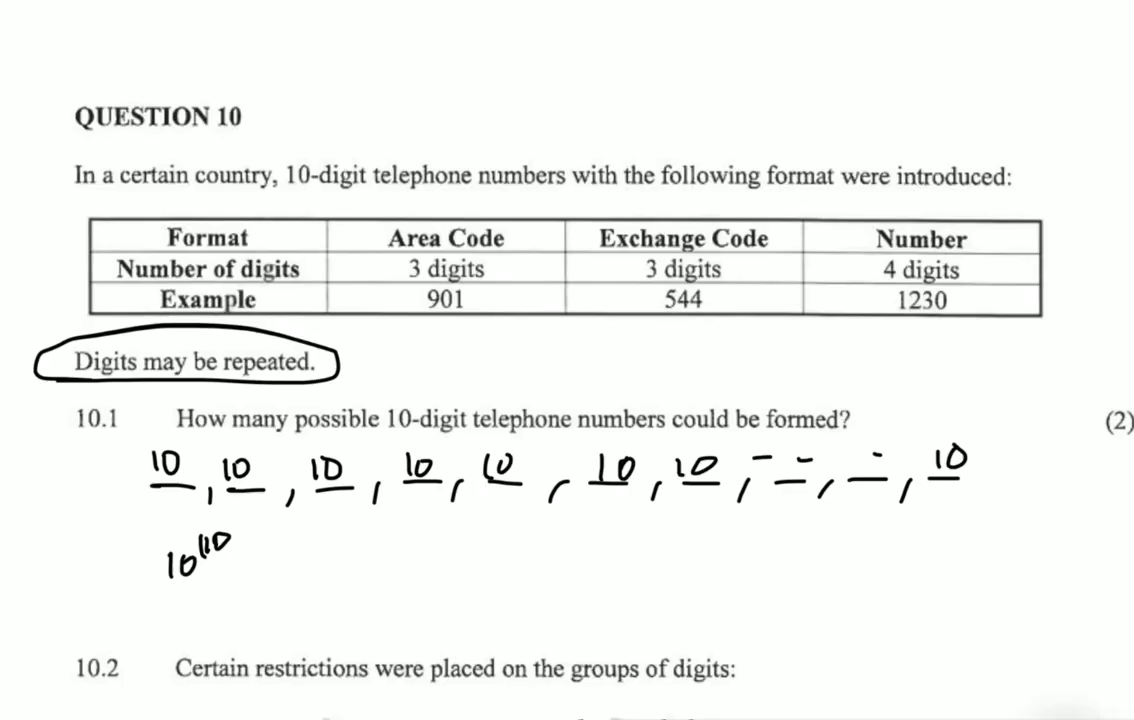 QUESTION 10
In a certain country, 10-digit telephone numbers with the following format were introduced:
Format Area Code Exchange Code Number
Number of digits 3 digits 3 digits 4 digits
Example 901 544 1230
Digits may be repeated.
10.1 How many possible 10-digit telephone numbers could be formed? (2)
10, 10, 10, 10, 10, 10, 10, -, -, 10
10^10
10.2 Certain restrictions were placed on the groups of digits: